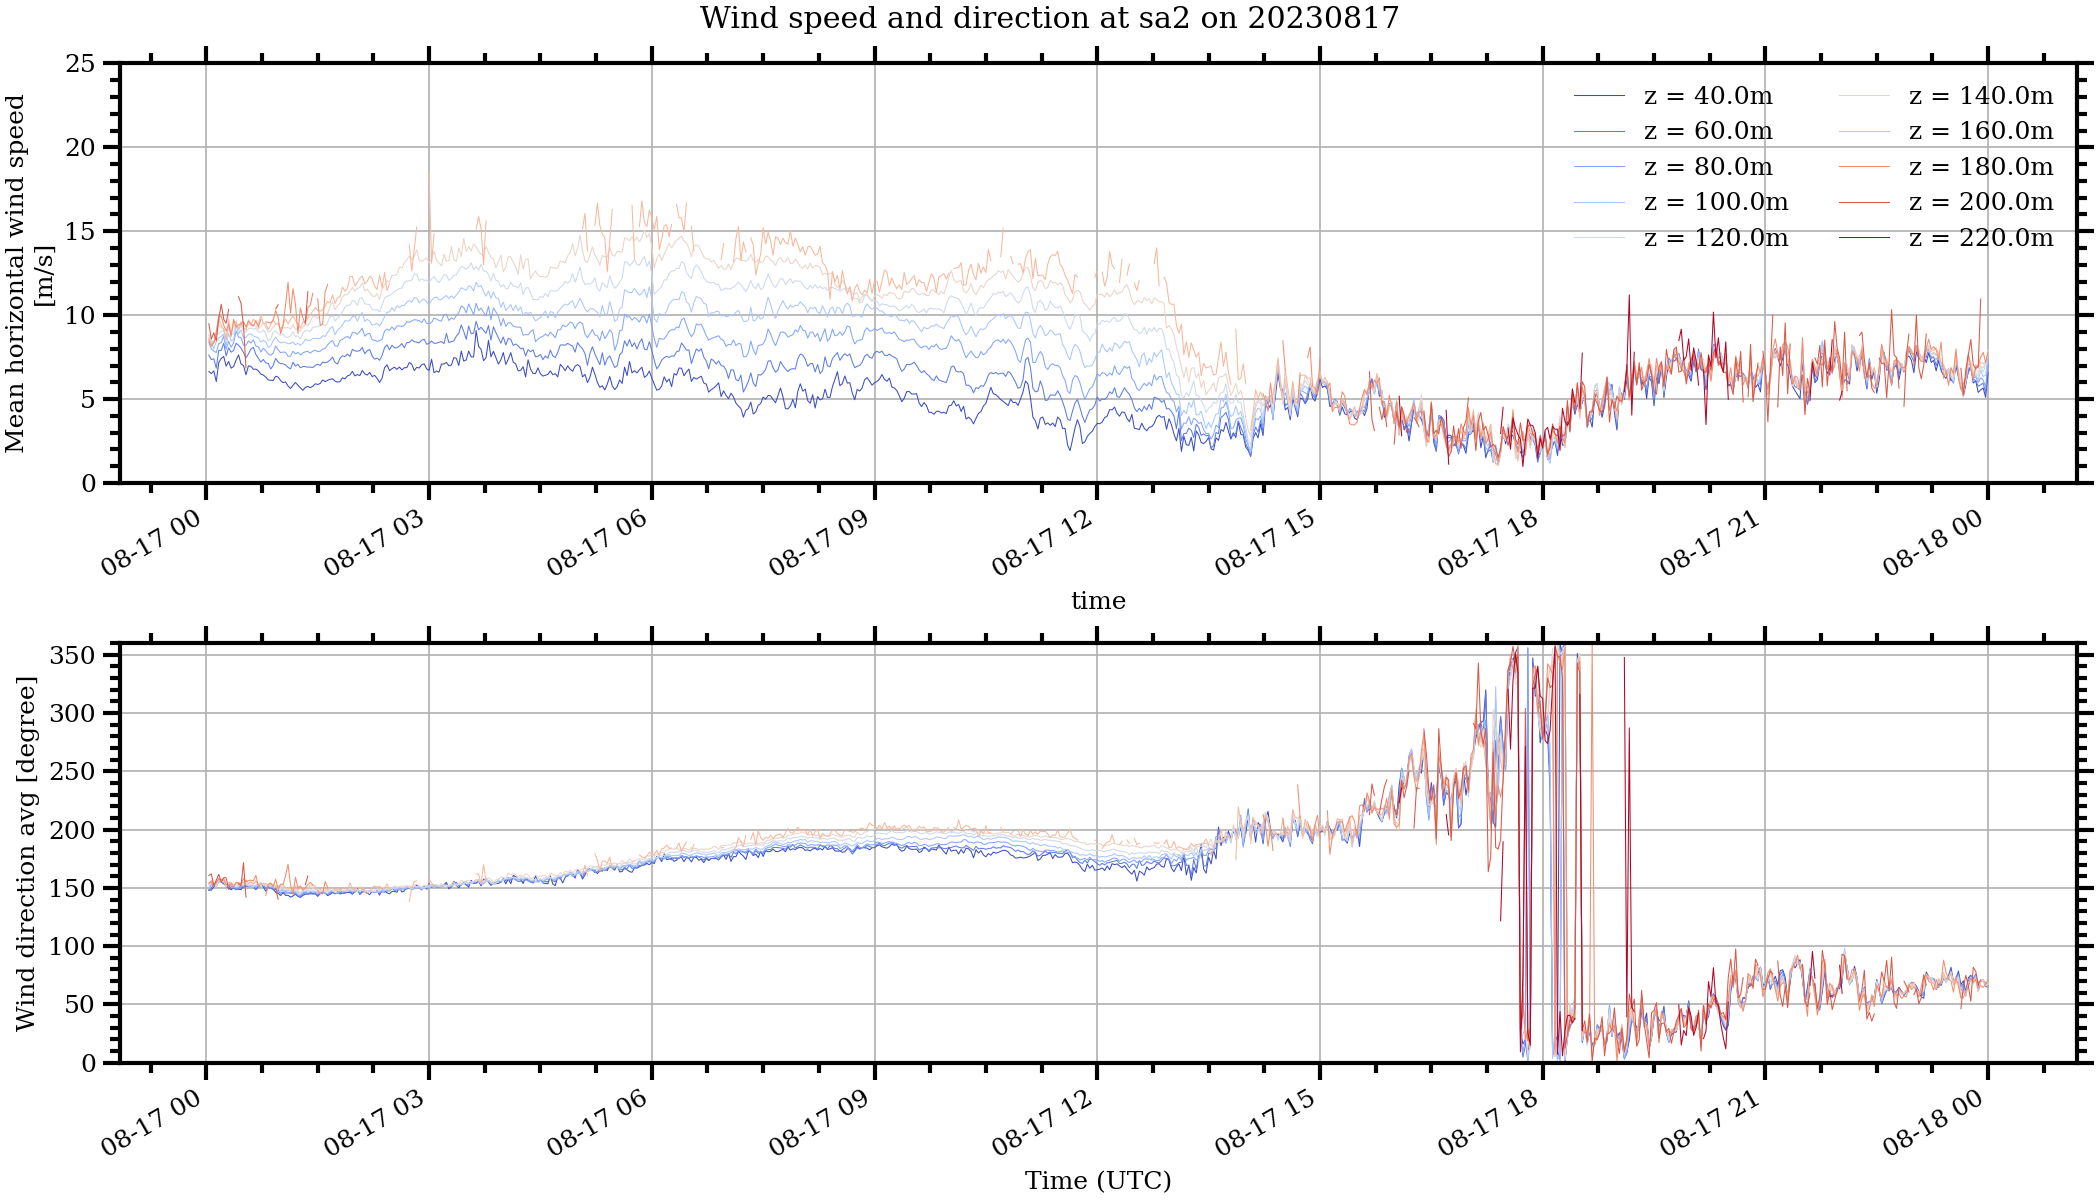 Wind speed and direction at sa2 on 20230817
Mean horizontal wind speed
[m/s]
25
20
15
10
5
0
z = 40.0m
z = 60.0m
z = 80.0m
z = 100.0m
z = 120.0m
z = 140.0m
z = 160.0m
z = 180.0m
z = 200.0m
z = 220.0m
08-17 00
08-17 03
08-17 06
08-17 09
08-17 12
08-17 15
08-17 18
08-17 21
08-18 00
time
Wind direction avg [degree]
350
300
250
200
150
100
50
0
08-17 00
08-17 03
08-17 06
08-17 09
08-17 12
08-17 15
08-17 18
08-17 21
08-18 00
Time (UTC)